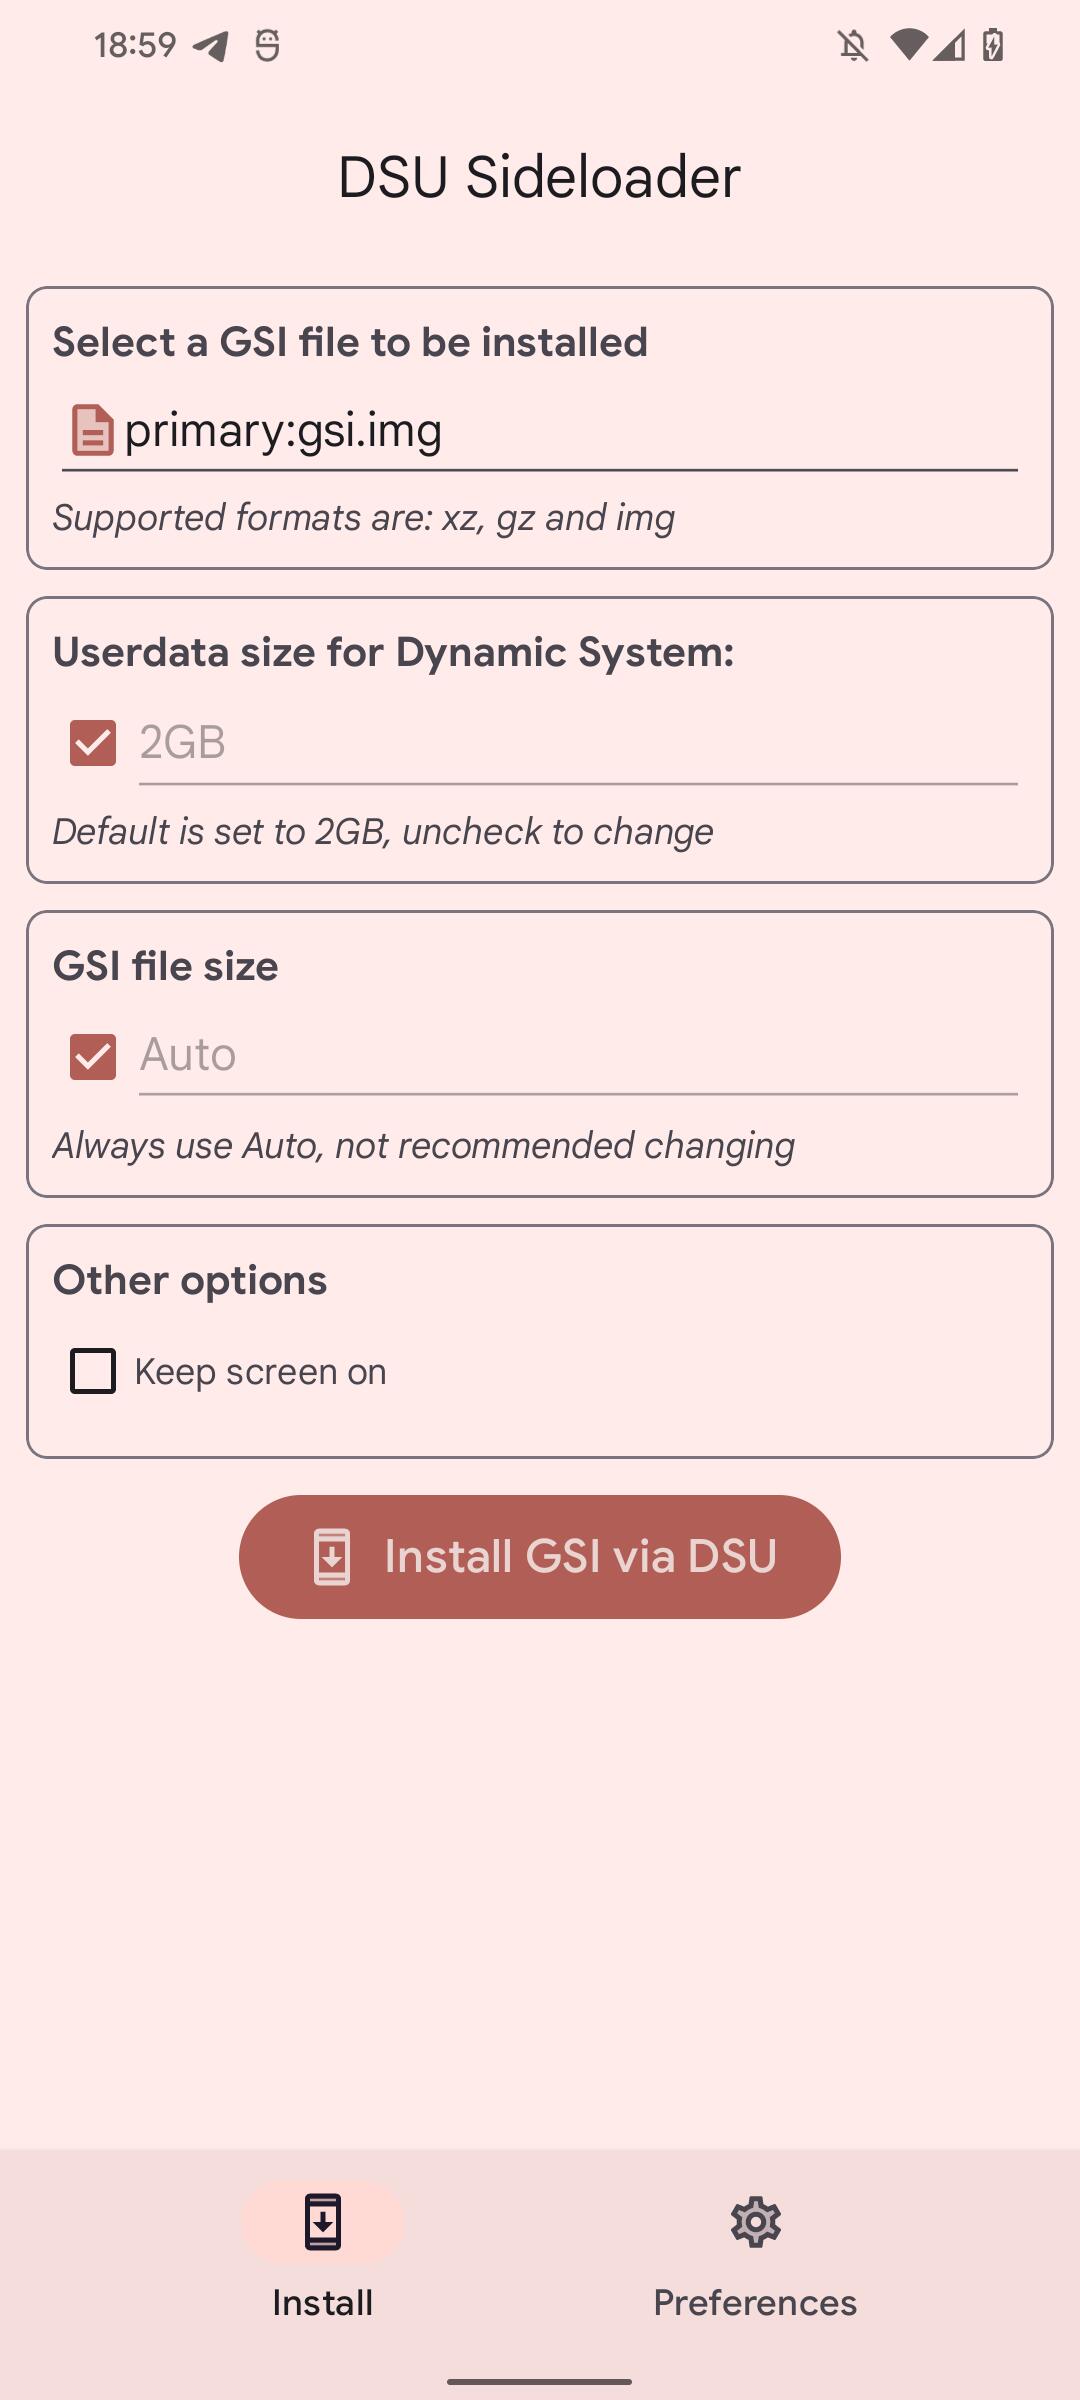 18:59
DSU Sideloader
Select a GSI file to be installed
primary:gsi.img
Supported formats are: xz, gz and img
Userdata size for Dynamic System:
2GB
Default is set to 2GB, uncheck to change
GSI file size
Auto
Always use Auto, not recommended changing
Other options
Keep screen on
Install GSI via DSU
Install
Preferences